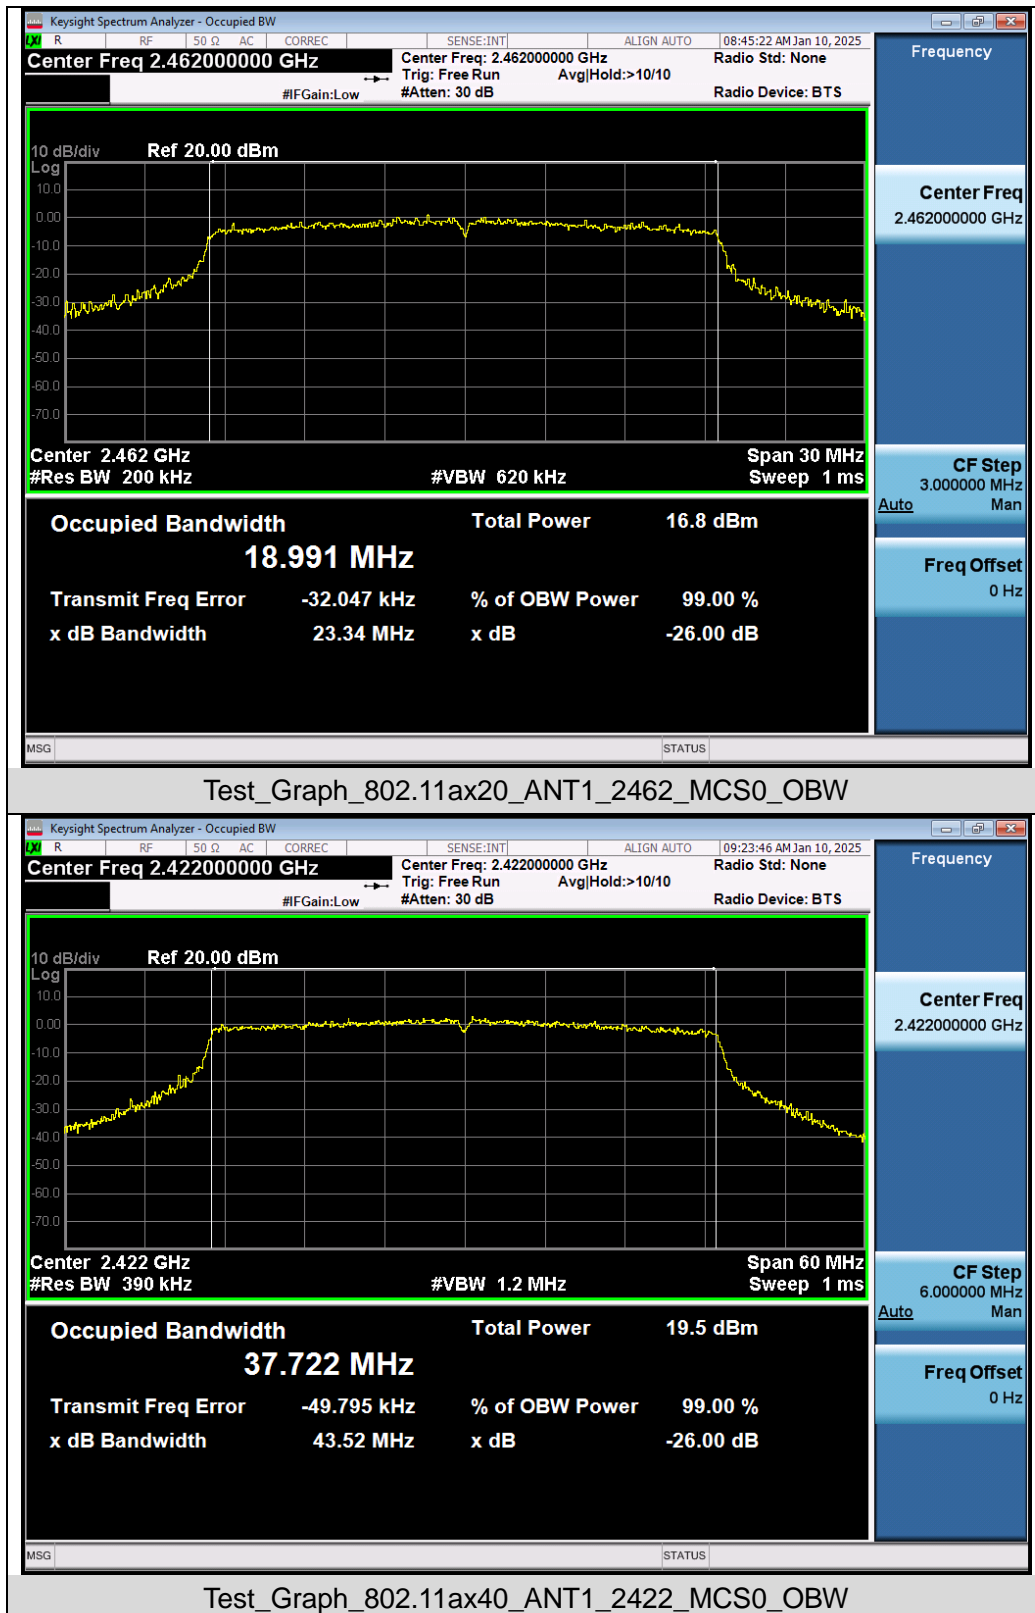 Keysight Spectrum Analyzer - Occupied BW
LXI R RF 50 Ω AC CORREC SENSE:INT ALIGN AUTO 08:45:22 AM Jan 10, 2025
Center Freq 2.462000000 GHz
Center Freq: 2.462000000 GHz Radio Std: None
Trig: Free Run Avg|Hold:>10/10
#IFGain:Low #Atten: 30 dB Radio Device: BTS
Frequency
10 dB/div Ref 20.00 dBm
Log
10.0
0.00
-10.0
-20.0
-30.0
-40.0
-50.0
-60.0
-70.0
Center 2.462 GHz Span 30 MHz
#Res BW 200 kHz #VBW 620 kHz Sweep 1 ms
Center Freq
2.462000000 GHz
CF Step
3.000000 MHz
Auto Man
Freq Offset
0 Hz
Occupied Bandwidth Total Power 16.8 dBm
18.991 MHz
Transmit Freq Error -32.047 kHz % of OBW Power 99.00 %
x dB Bandwidth 23.34 MHz x dB -26.00 dB
MSG STATUS
Test_Graph_802.11ax20_ANT1_2462_MCS0_OBW
Keysight Spectrum Analyzer - Occupied BW
LXI R RF 50 Ω AC CORREC SENSE:INT ALIGN AUTO 09:23:46 AM Jan 10, 2025
Center Freq 2.422000000 GHz
Center Freq: 2.422000000 GHz Radio Std: None
Trig: Free Run Avg|Hold:>10/10
#IFGain:Low #Atten: 30 dB Radio Device: BTS
Frequency
10 dB/div Ref 20.00 dBm
Log
10.0
0.00
-10.0
-20.0
-30.0
-40.0
-50.0
-60.0
-70.0
Center 2.422 GHz Span 60 MHz
#Res BW 390 kHz #VBW 1.2 MHz Sweep 1 ms
Center Freq
2.422000000 GHz
CF Step
6.000000 MHz
Auto Man
Freq Offset
0 Hz
Occupied Bandwidth Total Power 19.5 dBm
37.722 MHz
Transmit Freq Error -49.795 kHz % of OBW Power 99.00 %
x dB Bandwidth 43.52 MHz x dB -26.00 dB
MSG STATUS
Test_Graph_802.11ax40_ANT1_2422_MCS0_OBW